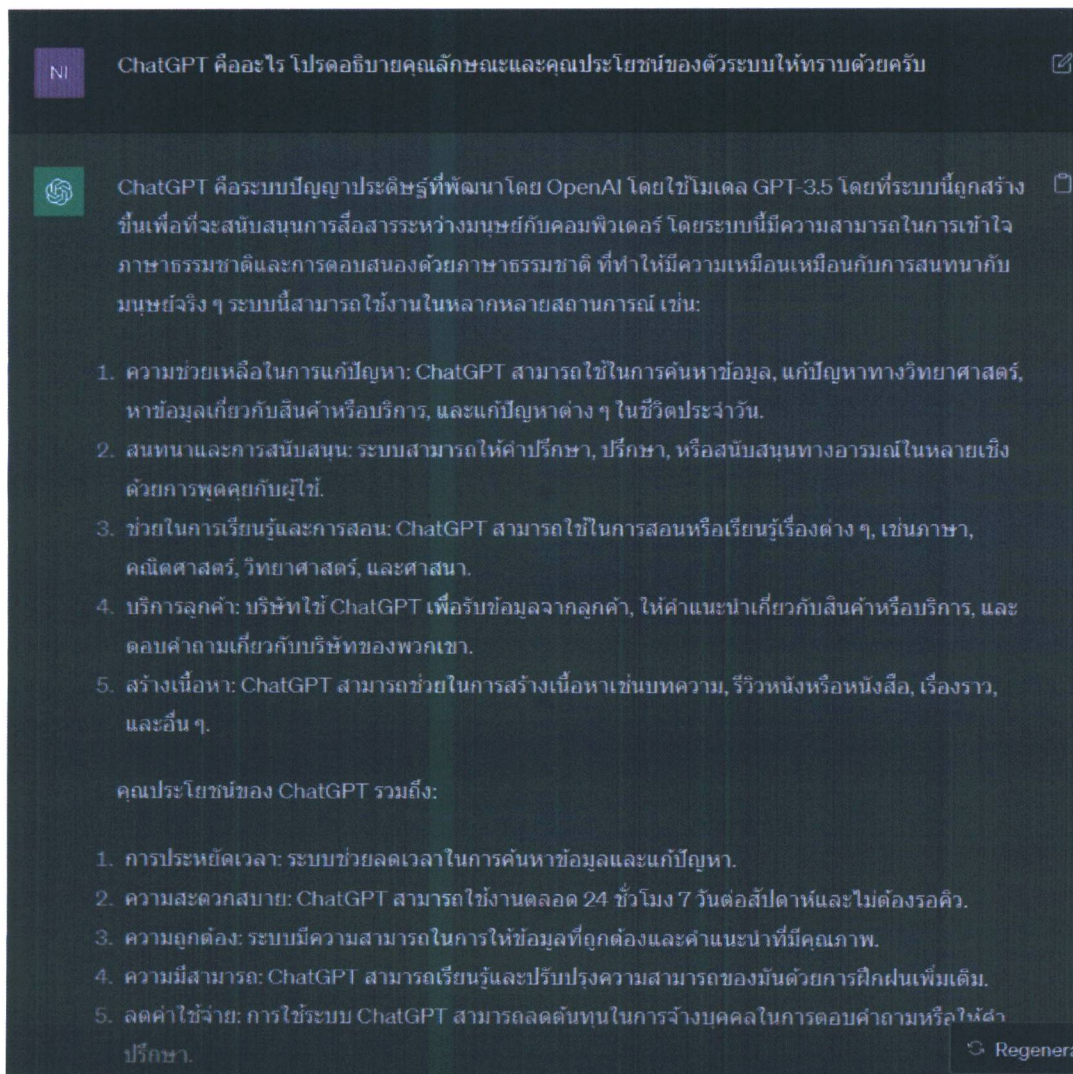 NI
ChatGPT คืออะไร โปรดอธิบายคุณลักษณะและคุณประโยชน์ของตัวระบบให้ทราบด้วยครับ
ChatGPT คือระบบปัญญาประดิษฐ์ที่พัฒนาโดย OpenAI โดยใช้โมเดล GPT-3.5 โดยที่ระบบนี้ถูกสร้าง
ขึ้นเพื่อที่จะสนับสนุนการสื่อสารระหว่างมนุษย์กับคอมพิวเตอร์ โดยระบบนี้มีความสามารถในการเข้าใจ
ภาษาธรรมชาติและการตอบสนองด้วยภาษาธรรมชาติ ที่ทำให้มีความเหมือนเหมือนกับการสนทนากับ
มนุษย์จริง ๆ ระบบนี้สามารถใช้งานในหลากหลายสถานการณ์ เช่น:
1. ความช่วยเหลือในการแก้ปัญหา: ChatGPT สามารถใช้ในการค้นหาข้อมูล, แก้ปัญหาทางวิทยาศาสตร์,
หาข้อมูลเกี่ยวกับสินค้าหรือบริการ, และแก้ปัญหาต่าง ๆ ในชีวิตประจำวัน.
2. สนทนาและการสนับสนุน: ระบบสามารถให้คำปรึกษา, ปรึกษา, หรือสนับสนุนทางอารมณ์ในหลายเชิง
ด้วยการพูดคุยกับผู้ใช้.
3. ช่วยในการเรียนรู้และการสอน: ChatGPT สามารถใช้ในการสอนหรือเรียนรู้เรื่องต่าง ๆ, เช่นภาษา,
คณิตศาสตร์, วิทยาศาสตร์, และศาสนา.
4. บริการลูกค้า: บริษัทใช้ ChatGPT เพื่อรับข้อมูลจากลูกค้า, ให้คำแนะนำเกี่ยวกับสินค้าหรือบริการ, และ
ตอบคำถามเกี่ยวกับบริษัทของพวกเขา.
5. สร้างเนื้อหา: ChatGPT สามารถช่วยในการสร้างเนื้อหาเช่นบทความ, รีวิวหนังหรือหนังสือ, เรื่องราว,
และอื่น ๆ.
คุณประโยชน์ของ ChatGPT รวมถึง:
1. การประหยัดเวลา: ระบบช่วยลดเวลาในการค้นหาข้อมูลและแก้ปัญหา.
2. ความสะดวกสบาย: ChatGPT สามารถใช้งานตลอด 24 ชั่วโมง 7 วันต่อสัปดาห์และไม่ต้องรอคิว.
3. ความถูกต้อง: ระบบมีความสามารถในการให้ข้อมูลที่ถูกต้องและคำแนะนำที่มีคุณภาพ.
4. ความมีสามารถ: ChatGPT สามารถเรียนรู้และปรับปรุงความสามารถของมันด้วยการฝึกฝนเพิ่มเติม.
5. ลดค่าใช้จ่าย: การใช้ระบบ ChatGPT สามารถลดต้นทุนในการจ้างบุคคลในการตอบคำถามหรือให้คำ
ปรึกษา.
Regenera